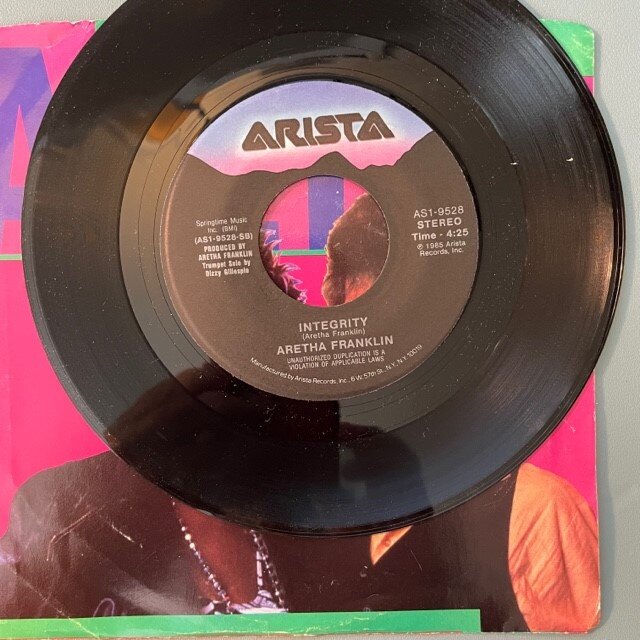 ARISTA
Springtime Music
Inc. (BMI)
(AS1-9528-SB)
PRODUCED BY
ARETHA FRANKLIN
Trumpet Solo by
Dizzy Gillespie
AS1-9528
STEREO
Time - 4:25
℗ 1985 Arista
Records, Inc.
INTEGRITY
(Aretha Franklin)
ARETHA FRANKLIN
UNAUTHORIZED DUPLICATION IS A
VIOLATION OF APPLICABLE LAWS
Manufactured by Arista Records, Inc., 6 W. 57th St., N.Y., N.Y. 10019